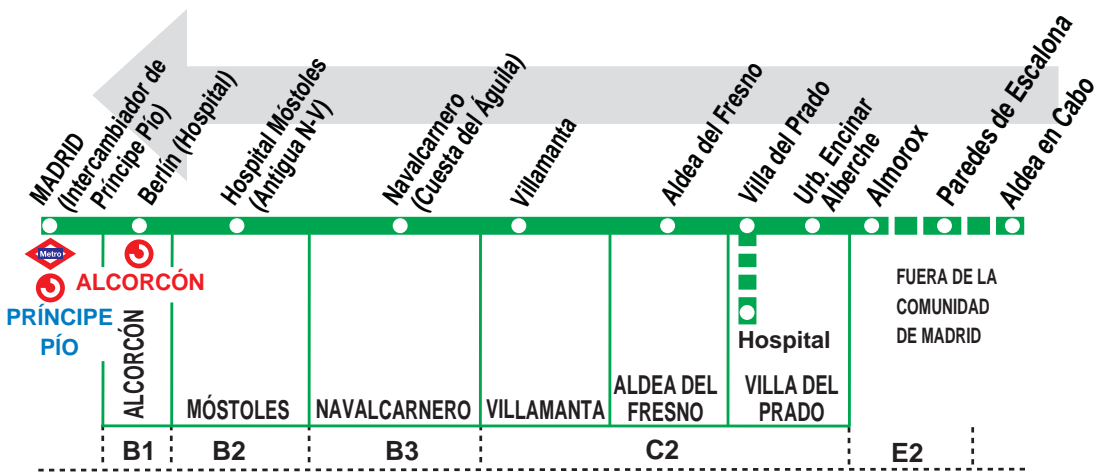 MADRID
(Intercambiador de
Príncipe Pío)
Berlín (Hospital)
Hospital Móstoles
(Antigua N-V)
Navalcarnero
(Cuesta del Águila)
Villamanta
Aldea del Fresno
Villa del Prado
Urb. Encinar
Alberche
Almorox
Paredes de Escalona
Aldea en Cabo
Metro
PRÍNCIPE
PÍO
ALCORCÓN
Hospital
FUERA DE LA
COMUNIDAD
DE MADRID
ALCORCÓN
MÓSTOLES
NAVALCARNERO
VILLAMANTA
ALDEA DEL
FRESNO
VILLA DEL
PRADO
B1
B2
B3
C2
E2